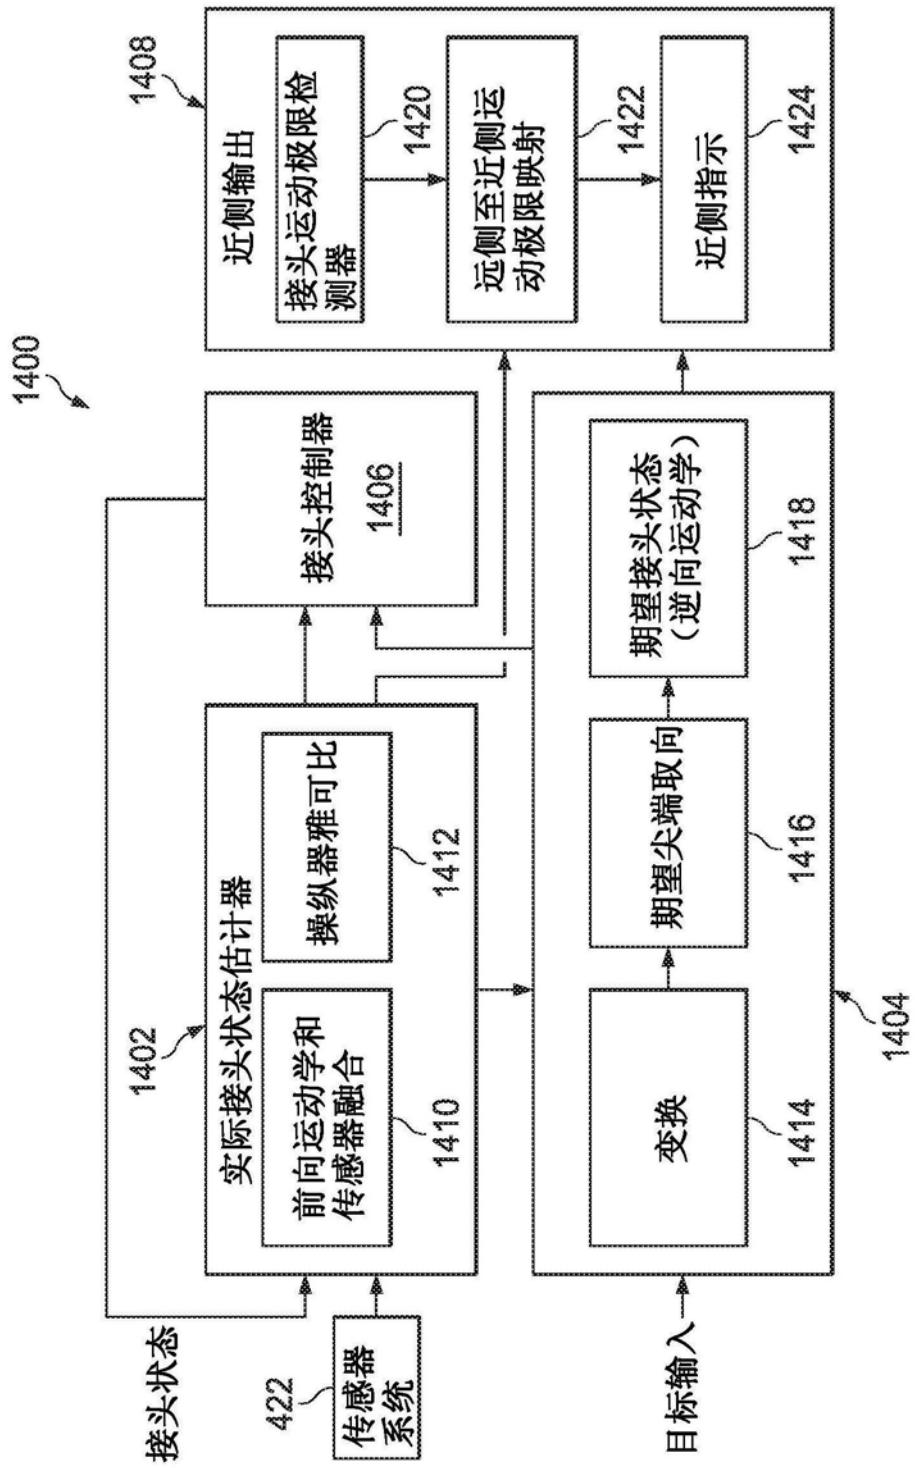 1400
接头状态
422
传感器
系统
1402
实际接头状态估计器
前向运动学和
传感器融合
1410
操纵器雅可比
1412
接头控制器
1406
1408
近侧输出
接头运动极限检
测器
1420
远侧至近侧运
动极限映射
1422
近侧指示
1424
目标输入
变换
1414
期望尖端取向
1416
期望接头状态
（逆向运动学）
1418
1404